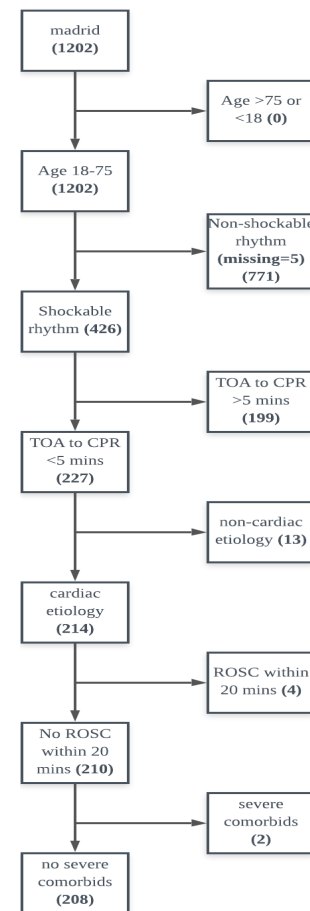 madrid
(1202)
Age >75 or
<18 (0)
Age 18-75
(1202)
Non-shockable
rhythm
(missing=5)
(771)
Shockable
rhythm (426)
TOA to CPR
>5 mins
(199)
TOA to CPR
<5 mins
(227)
non-cardiac
etiology (13)
cardiac
etiology
(214)
ROSC within
20 mins (4)
No ROSC
within 20
mins (210)
severe
comorbids
(2)
no severe
comorbids
(208)